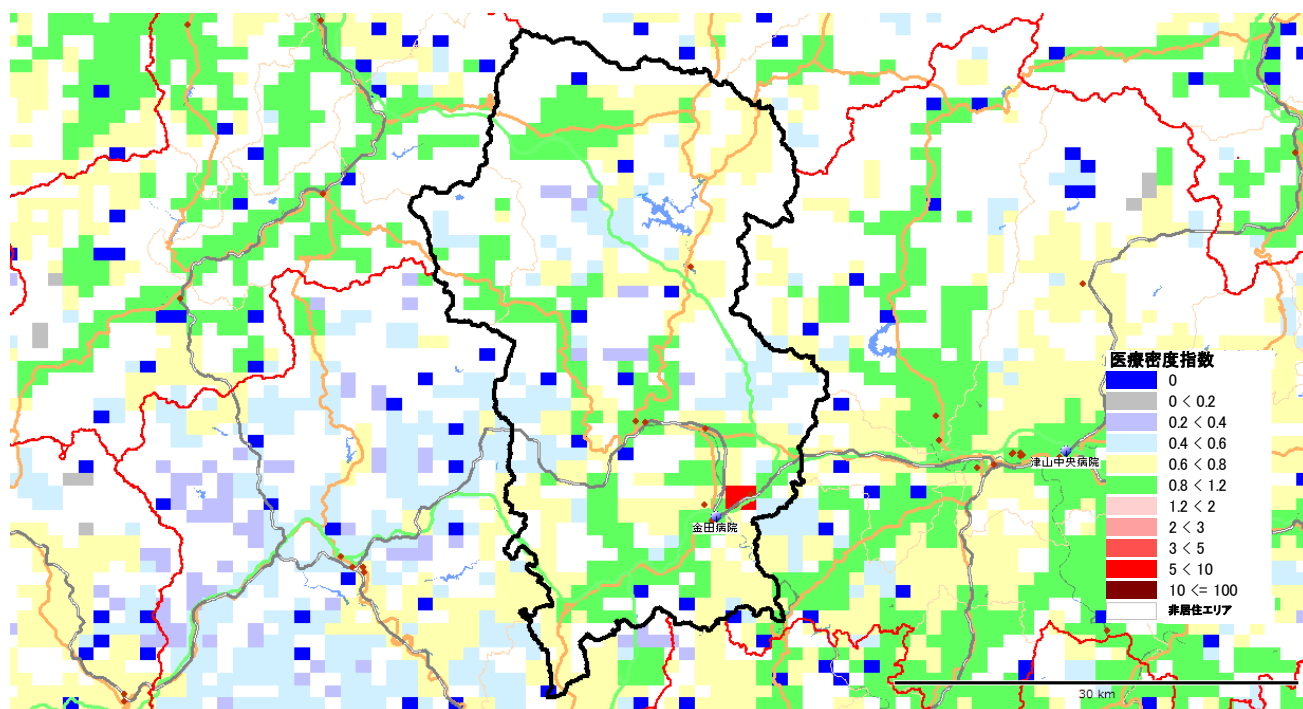 医療密度指数
0
0 < 0.2
0.2 < 0.4
0.4 < 0.6
0.6 < 0.8
0.8 < 1.2
1.2 < 2
2 < 3
3 < 5
5 < 10
10 <= 100
非居住エリア
津山中央病院
金田病院
30 km